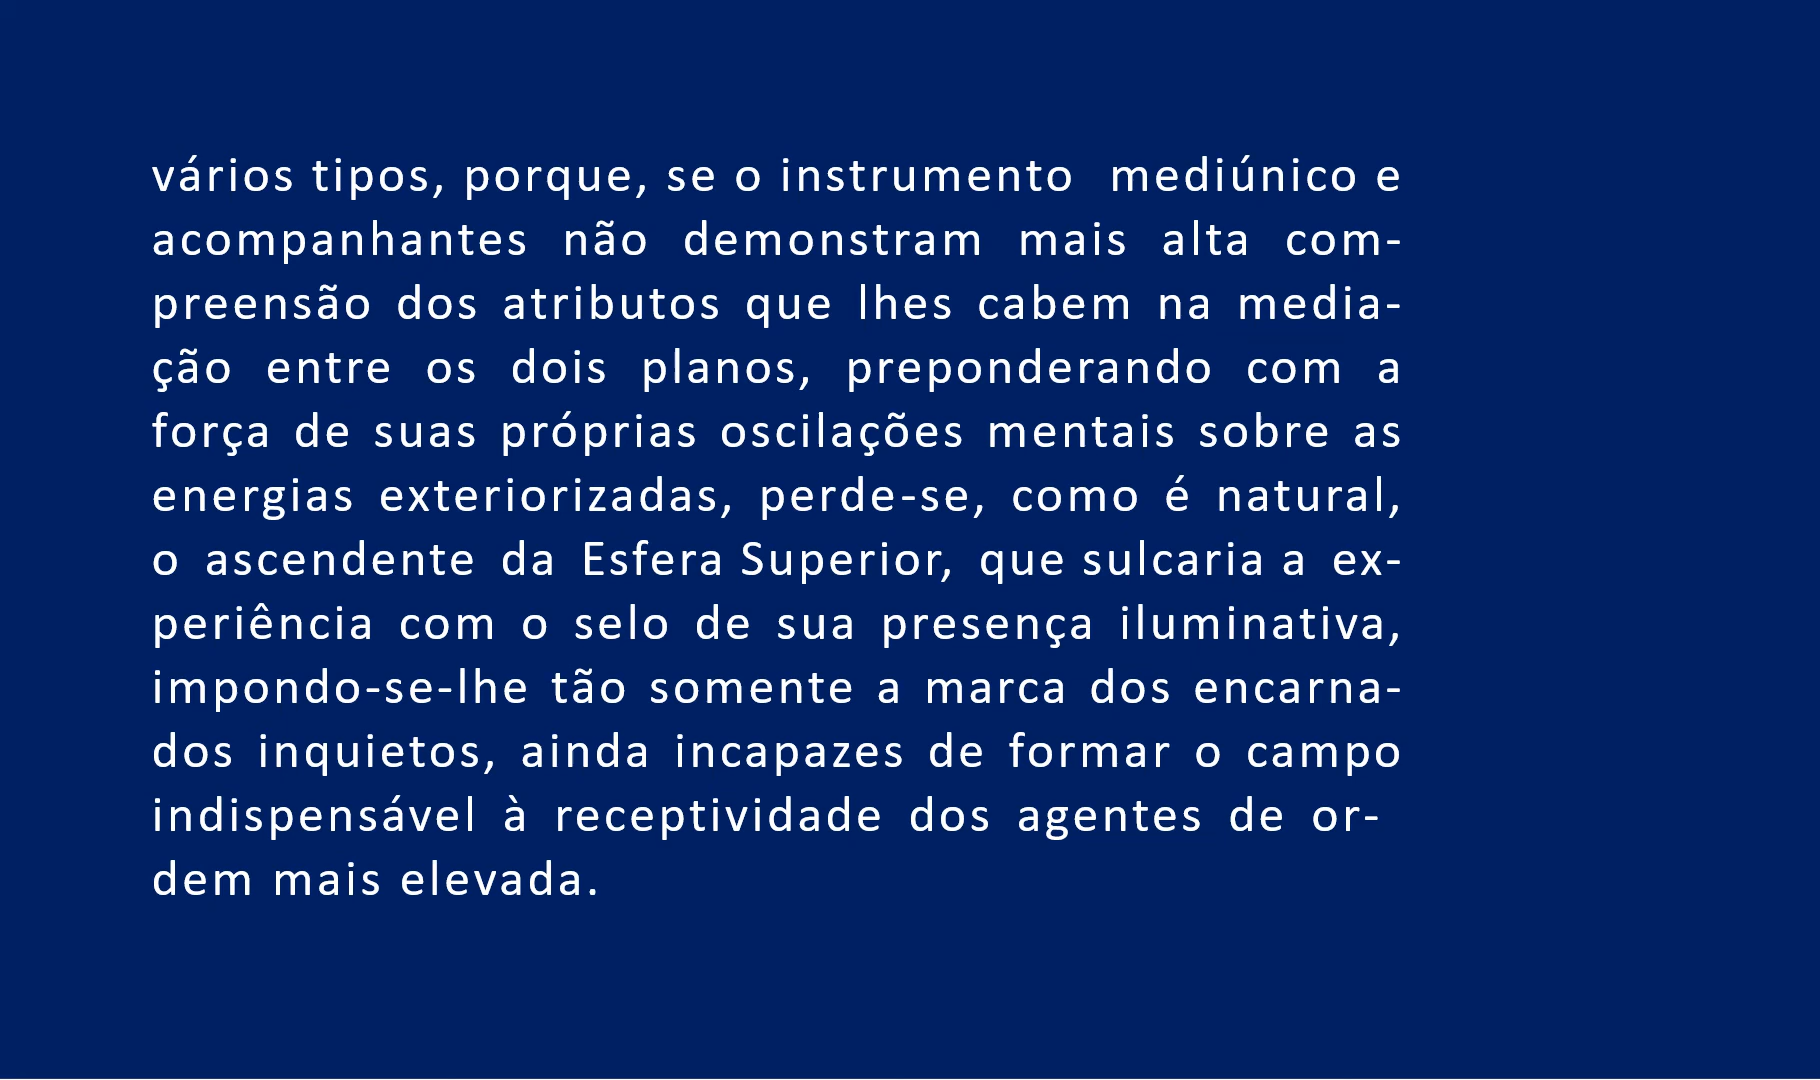 vários tipos, porque, se o instrumento mediúnico e
acompanhantes não demonstram mais alta com-
preensão dos atributos que lhes cabem na media-
ção entre os dois planos, preponderando com a
força de suas próprias oscilações mentais sobre as
energias exteriorizadas, perde-se, como é natural,
o ascendente da Esfera Superior, que sulcaria a ex-
periência com o selo de sua presença iluminativa,
impondo-se-lhe tão somente a marca dos encarna-
dos inquietos, ainda incapazes de formar o campo
indispensável à receptividade dos agentes de or-
dem mais elevada.